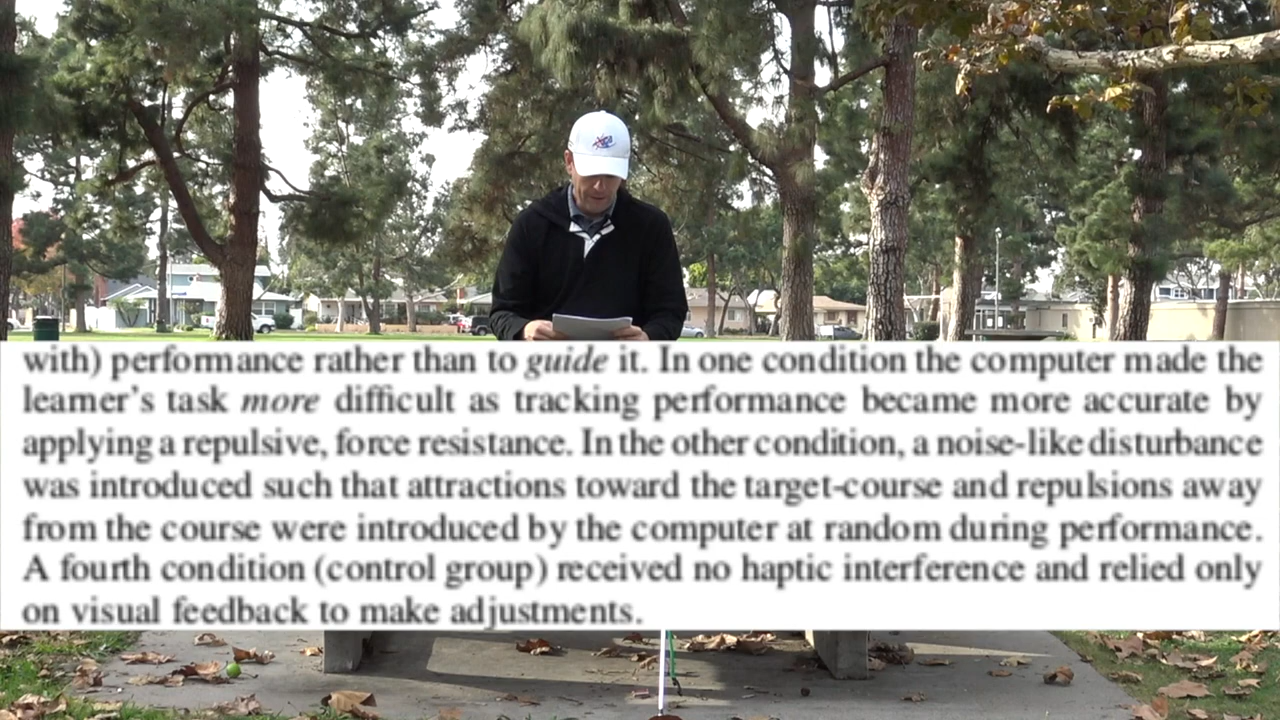 with) performance rather than to guide it. In one condition the computer made the
learner's task more difficult as tracking performance became more accurate by
applying a repulsive, force resistance. In the other condition, a noise-like disturbance
was introduced such that attractions toward the target-course and repulsions away
from the course were introduced by the computer at random during performance.
A fourth condition (control group) received no haptic interference and relied only
on visual feedback to make adjustments.